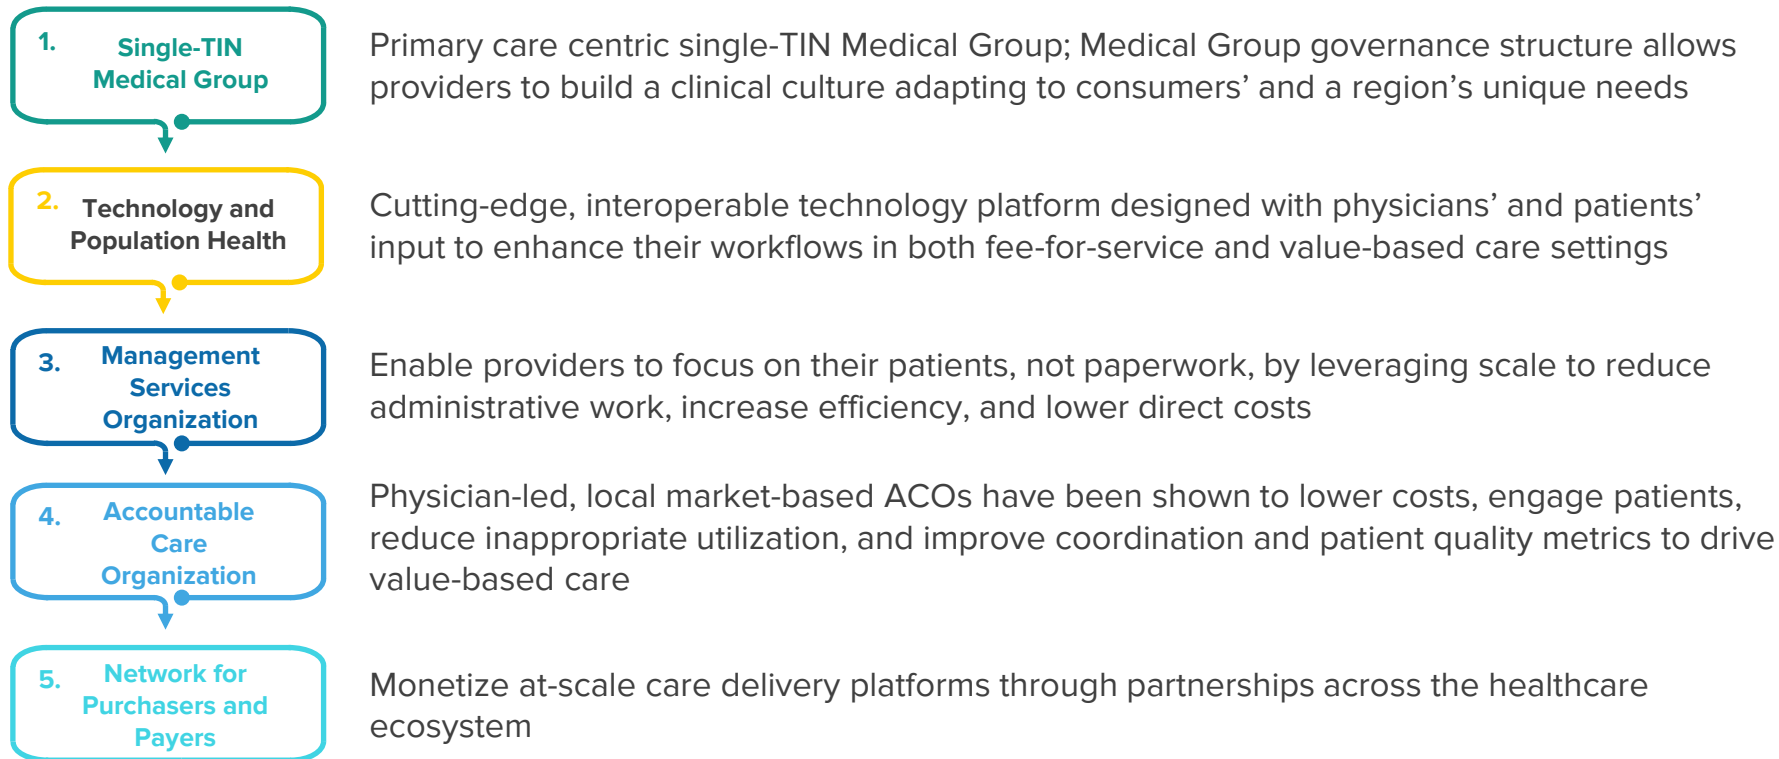 1. Single-TIN
Medical Group
Primary care centric single-TIN Medical Group; Medical Group governance structure allows
providers to build a clinical culture adapting to consumers’ and a region’s unique needs
2. Technology and
Population Health
Cutting-edge, interoperable technology platform designed with physicians’ and patients’
input to enhance their workflows in both fee-for-service and value-based care settings
3. Management
Services
Organization
Enable providers to focus on their patients, not paperwork, by leveraging scale to reduce
administrative work, increase efficiency, and lower direct costs
4. Accountable
Care
Organization
Physician-led, local market-based ACOs have been shown to lower costs, engage patients,
reduce inappropriate utilization, and improve coordination and patient quality metrics to drive
value-based care
5. Network for
Purchasers and
Payers
Monetize at-scale care delivery platforms through partnerships across the healthcare
ecosystem